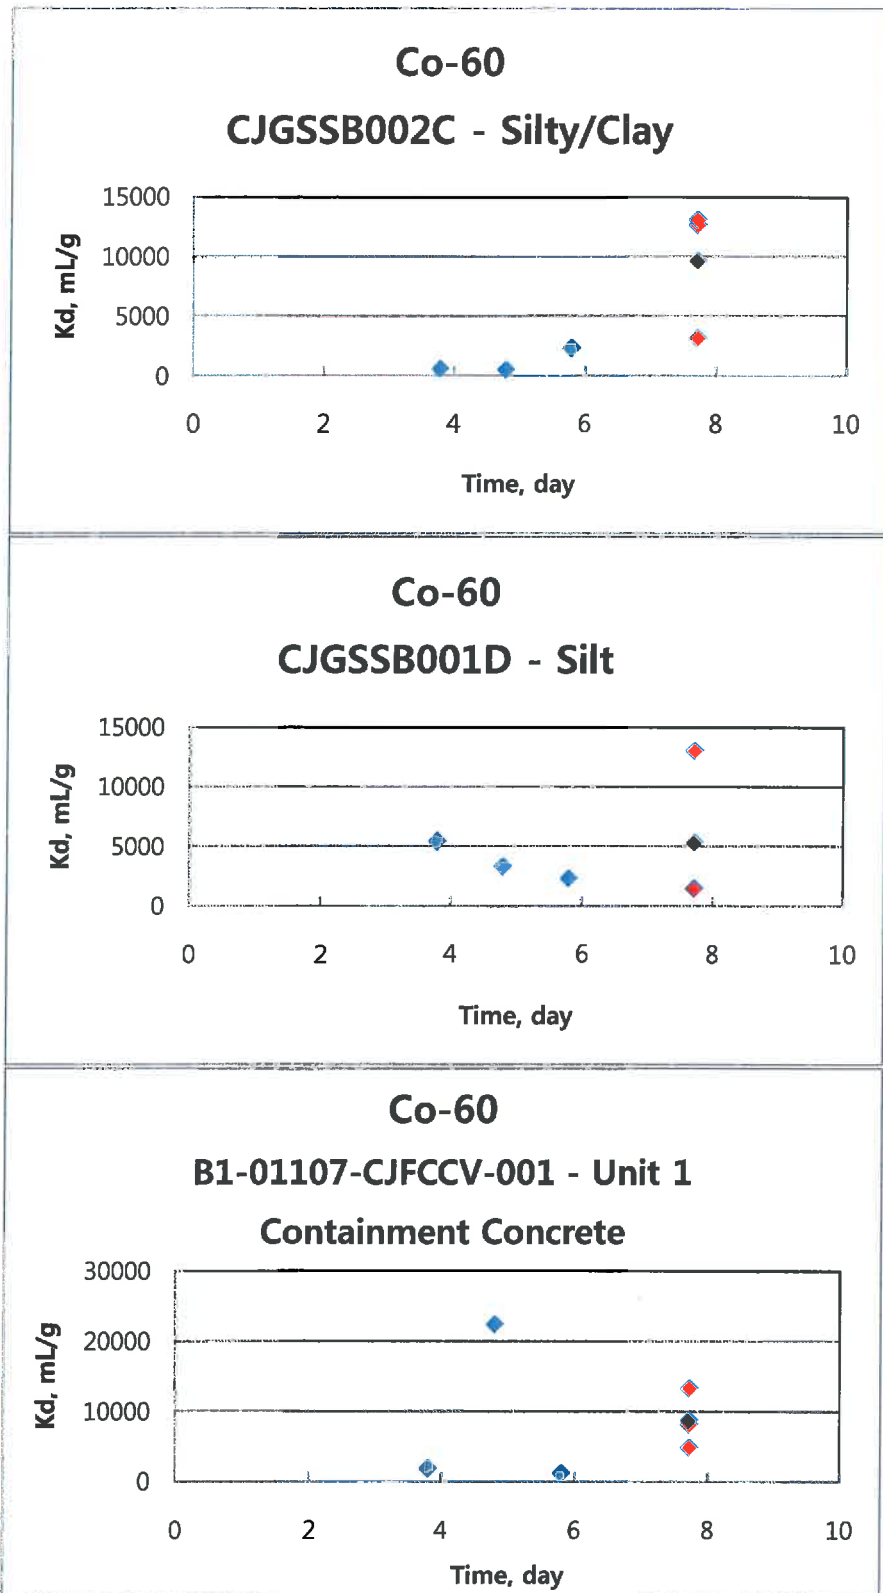 Co-60
CJGSSB002C - Silty/Clay
15000
10000
5000
0
Kd, mL/g
0 2 4 6 8 10
Time, day
Co-60
CJGSSB001D - Silt
15000
10000
5000
0
Kd, mL/g
0 2 4 6 8 10
Time, day
Co-60
B1-01107-CJFCCV-001 - Unit 1
Containment Concrete
30000
20000
10000
0
Kd, mL/g
0 2 4 6 8 10
Time, day